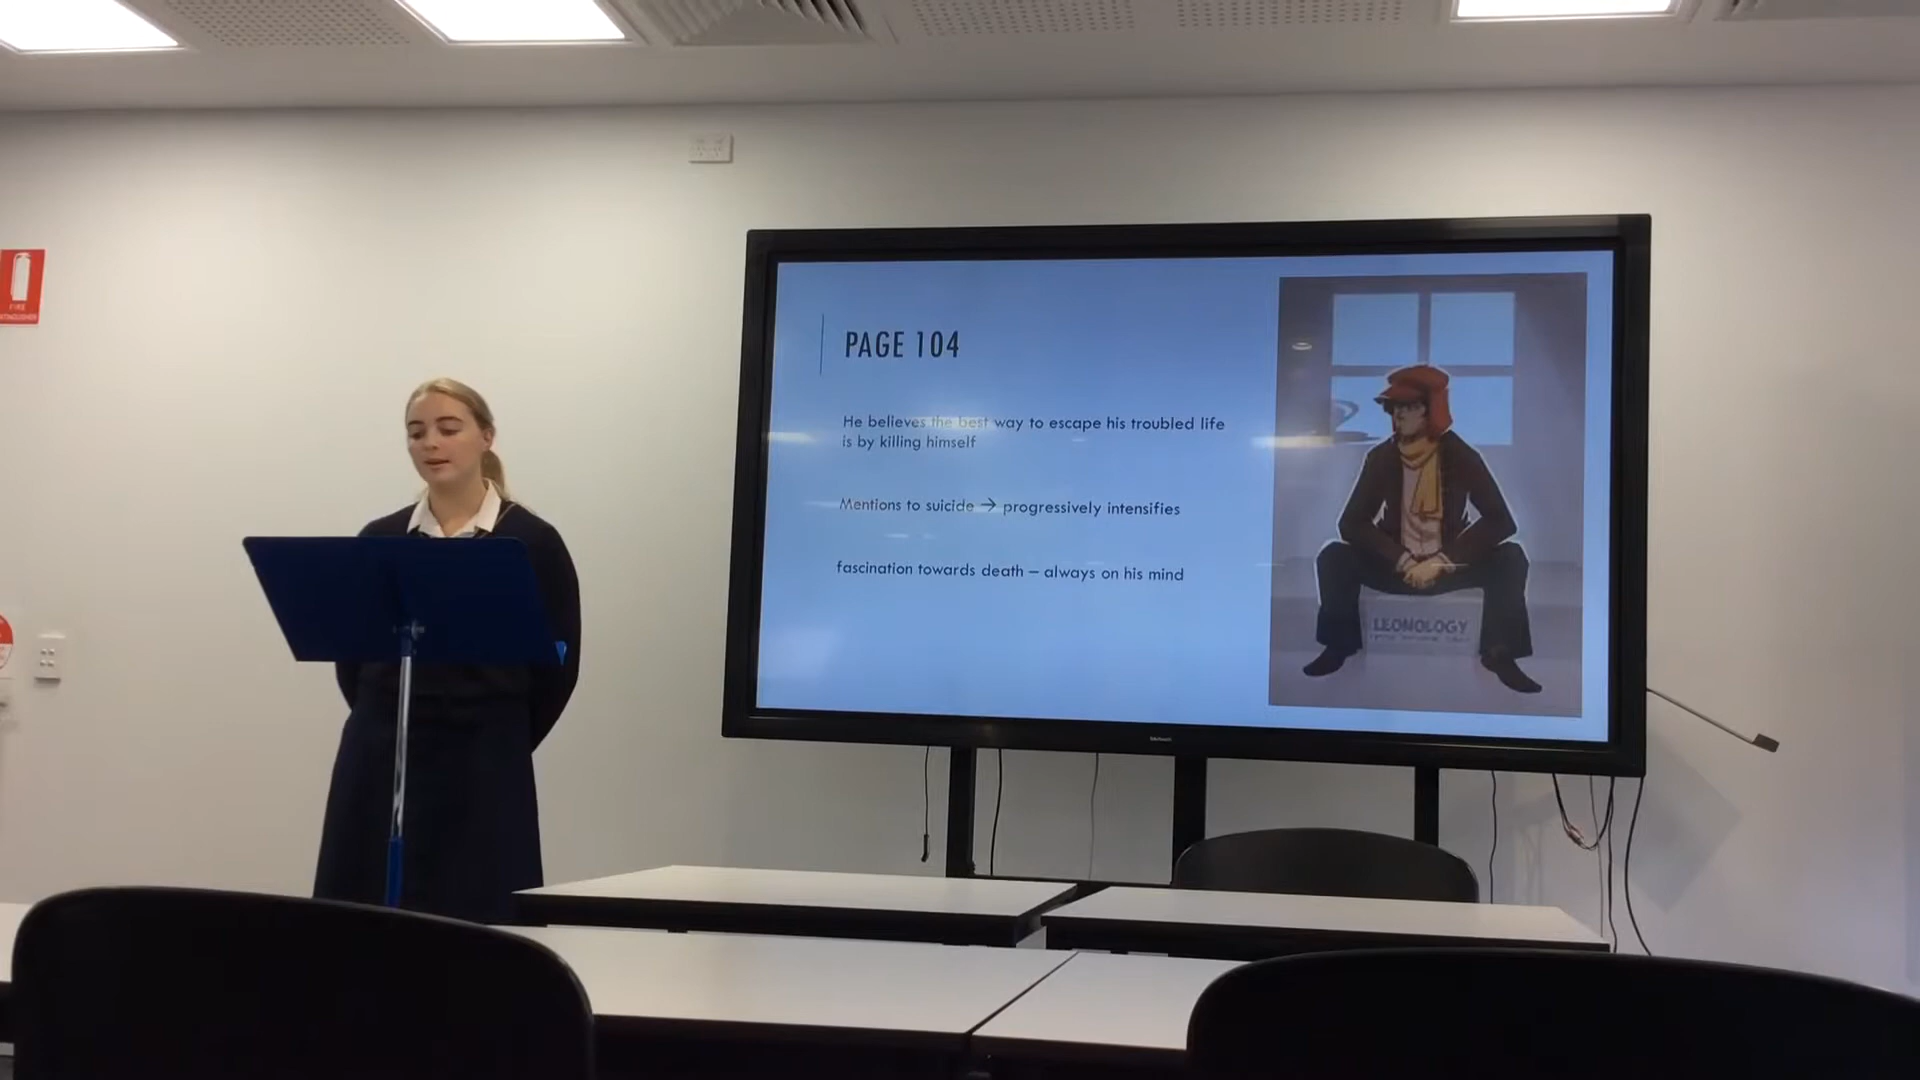 FIRE
PAGE 104
He believes the best way to escape his troubled life
is by killing himself
Mentions to suicide → progressively intensifies
fascination towards death – always on his mind
LEONOLOGY